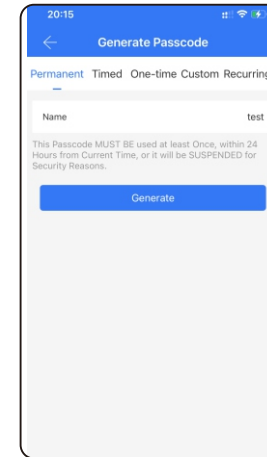 20:15
Generate Passcode
Permanent Timed One-time Custom Recurring
Name test
This Passcode MUST BE used at least Once, within 24
Hours from Current Time, or it will be SUSPENDED for
Security Reasons.
Generate